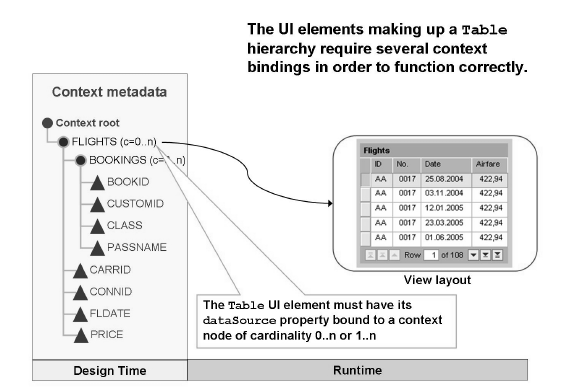 The UI elements making up a Table
hierarchy require several context
bindings in order to function correctly.
Context metadata
Context root
FLIGHTS (c=0..n)
BOOKINGS (c= ..n)
BOOKID
CUSTOMID
CLASS
PASSNAME
CARRID
CONNID
FLDATE
PRICE
Flights
ID No. Date Airfare
AA 0017 25.08.2004 422,94
AA 0017 03.11.2004 422,94
AA 0017 12.01.2005 422,94
AA 0017 23.03.2005 422,94
AA 0017 01.06.2005 422,94
Row 1 of 108
View layout
The Table UI element must have its
dataSource property bound to a context
node of cardinality 0..n or 1..n
Design Time Runtime